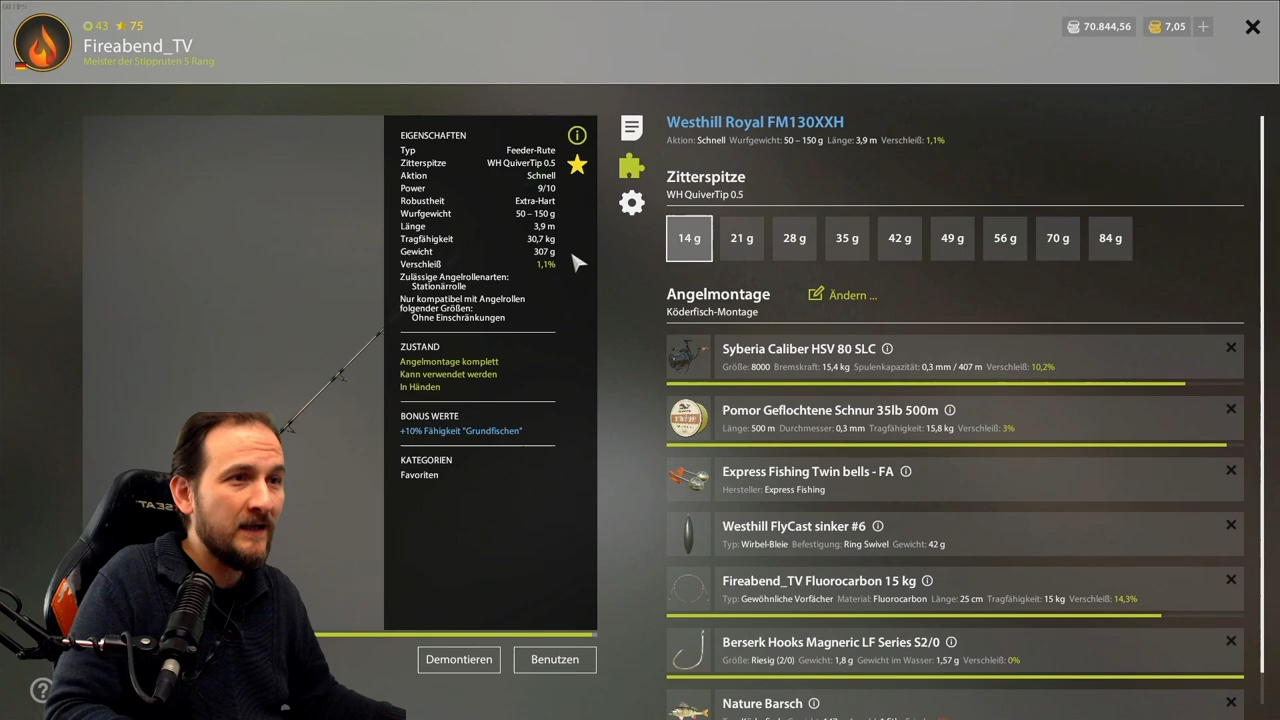 43 75
Fireabend_TV
Meister der Stippruten 5 Rang
70.844,56 7,05
EIGENSCHAFTEN
Typ Feeder-Rute
Zitterspitze WH QuiverTip 0.5
Aktion Schnell
Power 9/10
Robustheit Extra-Hart
Wurfgewicht 50 – 150 g
Länge 3,9 m
Tragfähigkeit 30,7 kg
Gewicht 307 g
Verschleiß 1,1%
Zulässige Angelrollenarten:
Stationärrolle
Nur kompatibel mit Angelrollen
folgender Größen:
Ohne Einschränkungen
ZUSTAND
Angelmontage komplett
Kann verwendet werden
In Händen
BONUS WERTE
+10% Fähigkeit "Grundfischen"
KATEGORIEN
Favoriten
Demontieren Benutzen
Westhill Royal FM130XXH
Aktion: Schnell Wurfgewicht: 50 – 150 g Länge: 3,9 m Verschleiß: 1,1%
Zitterspitze
WH QuiverTip 0.5
14 g 21 g 28 g 35 g 42 g 49 g 56 g 70 g 84 g
Angelmontage Ändern ...
Köderfisch-Montage
Syberia Caliber HSV 80 SLC
Größe: 8000 Bremskraft: 15,4 kg Spulenkapazität: 0,3 mm / 407 m Verschleiß: 10,2%
Pomor Geflochtene Schnur 35lb 500m
Länge: 500 m Durchmesser: 0,3 mm Tragfähigkeit: 15,8 kg Verschleiß: 3%
Express Fishing Twin bells - FA
Hersteller: Express Fishing
Westhill FlyCast sinker #6
Typ: Wirbel-Bleie Befestigung: Ring Swivel Gewicht: 42 g
Fireabend_TV Fluorocarbon 15 kg
Typ: Gewöhnliche Vorfächer Material: Fluorocarbon Länge: 25 cm Tragfähigkeit: 15 kg Verschleiß: 14,3%
Berserk Hooks Magneric LF Series S2/0
Größe: Riesig (2/0) Gewicht: 1,8 g Gewicht im Wasser: 1,57 g Verschleiß: 0%
Nature Barsch